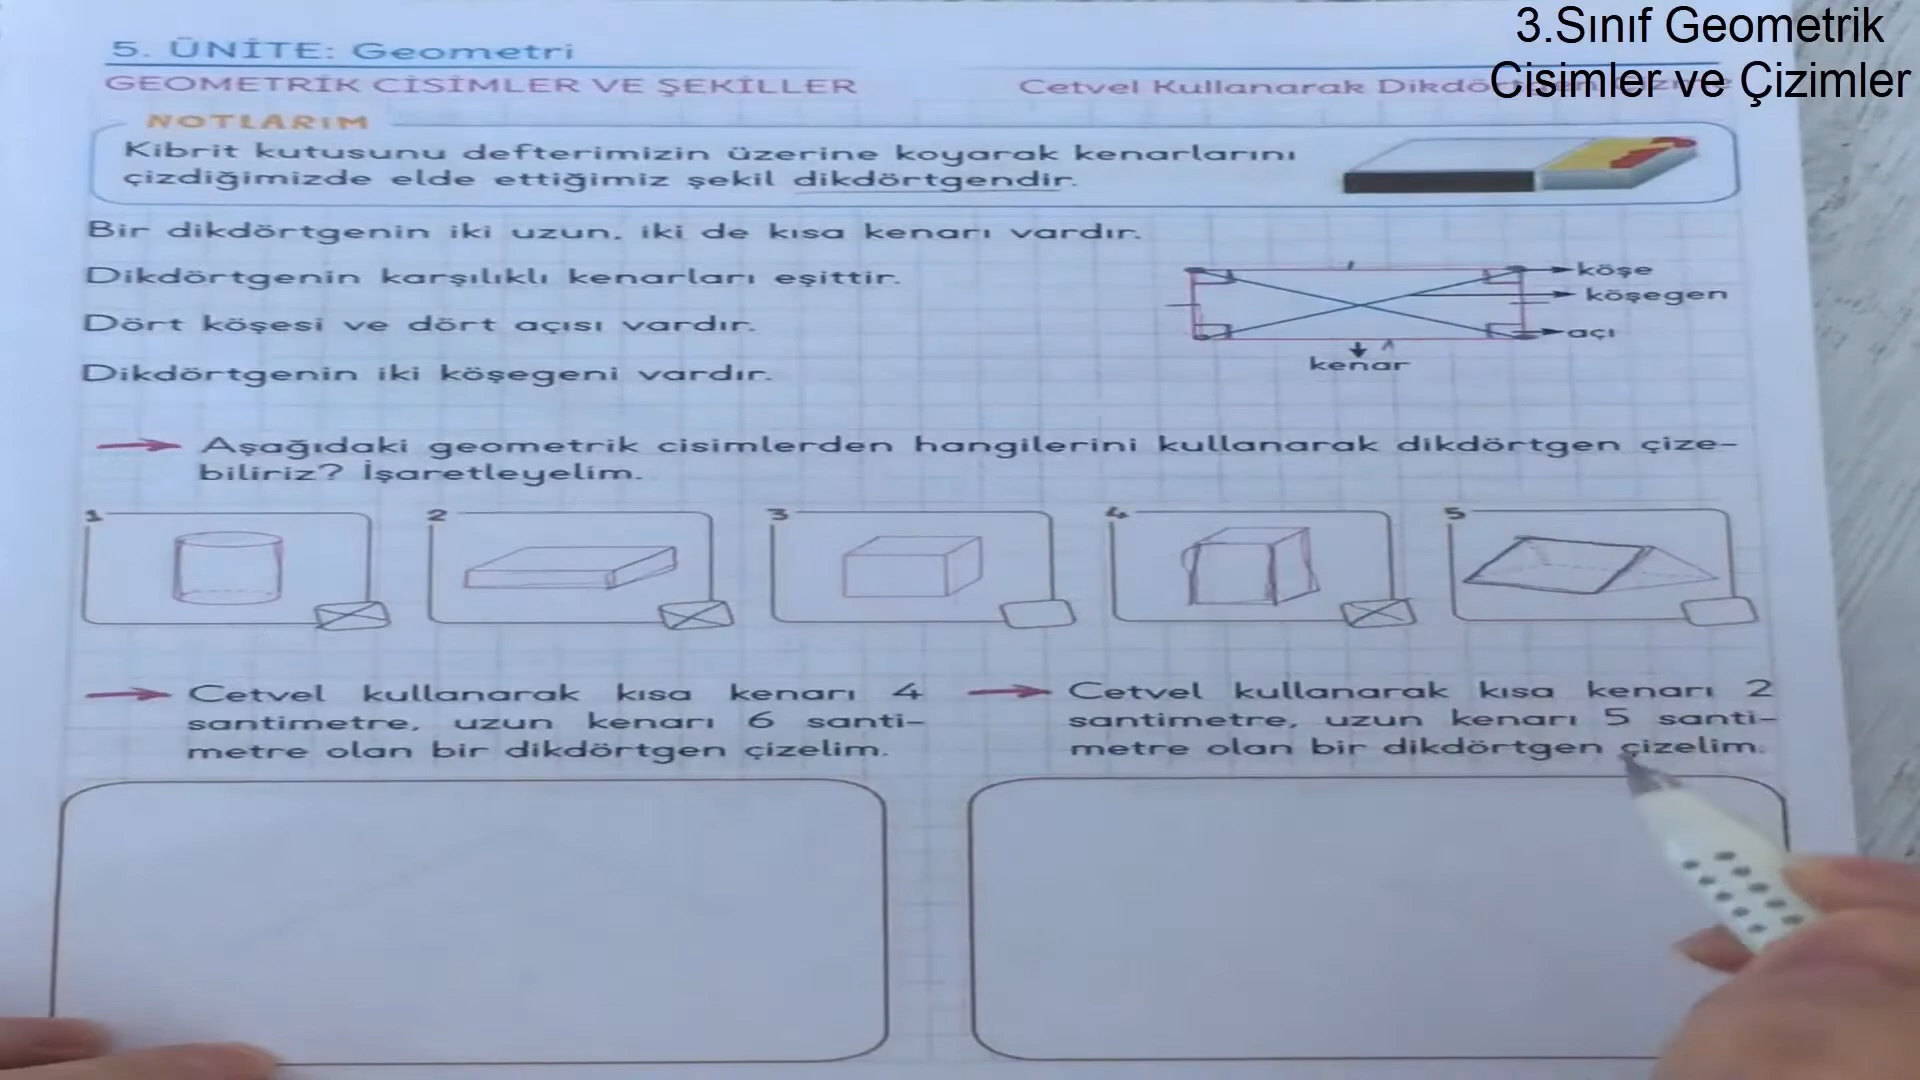 3.Sınıf Geometrik
Cisimler ve Çizimler
5. ÜNİTE: Geometri
GEOMETRİK CİSİMLER VE ŞEKİLLER
Cetvel Kullanarak
NOTLARIM
Kibrit kutusunu defterimizin üzerine koyarak kenarlarını
çizdiğimizde elde ettiğimiz şekil dikdörtgendir.
Bir dikdörtgenin iki uzun, iki de kısa kenarı vardır.
Dikdörtgenin karşılıklı kenarları eşittir.
Dört köşesi ve dört açısı vardır.
Dikdörtgenin iki köşegeni vardır.
köşe
köşegen
açı
kenar
Aşağıdaki geometrik cisimlerden hangilerini kullanarak dikdörtgen çize-
biliriz? İşaretleyelim.
1 2 3 4 5
Cetvel kullanarak kısa kenarı 4
santimetre, uzun kenarı 6 santi-
metre olan bir dikdörtgen çizelim.
Cetvel kullanarak kısa kenarı 2
santimetre, uzun kenarı 5 santi-
metre olan bir dikdörtgen çizelim.